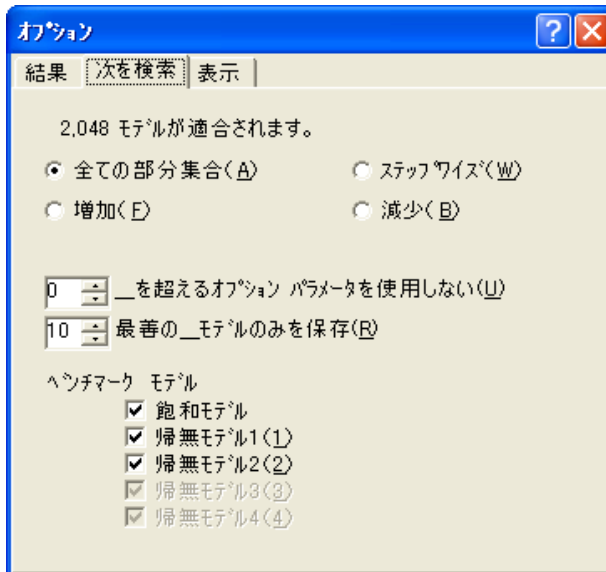 ｵﾌﾟｼｮﾝ
結果 次を検索 表示
2,048 ﾓﾃﾞﾙが適合されます。
全ての部分集合(A) ｽﾃｯﾌﾟﾜｲｽﾞ(W)
増加(F) 減少(B)
0 __を超えるｵﾌﾟｼｮﾝ ﾊﾟﾗﾒｰﾀを使用しない(U)
10 最善の__ﾓﾃﾞﾙのみを保存(R)
ﾍﾞﾝﾁﾏｰｸ ﾓﾃﾞﾙ
飽和ﾓﾃﾞﾙ
帰無ﾓﾃﾞﾙ1(1)
帰無ﾓﾃﾞﾙ2(2)
帰無ﾓﾃﾞﾙ3(3)
帰無ﾓﾃﾞﾙ4(4)